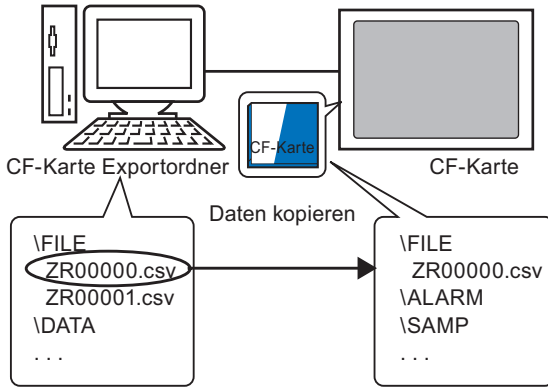 CF-Karte
CF-Karte Exportordner
CF-Karte
Daten kopieren
\FILE
ZR00000.csv
ZR00001.csv
\DATA
. . .
\FILE
ZR00000.csv
\ALARM
\SAMP
. . .